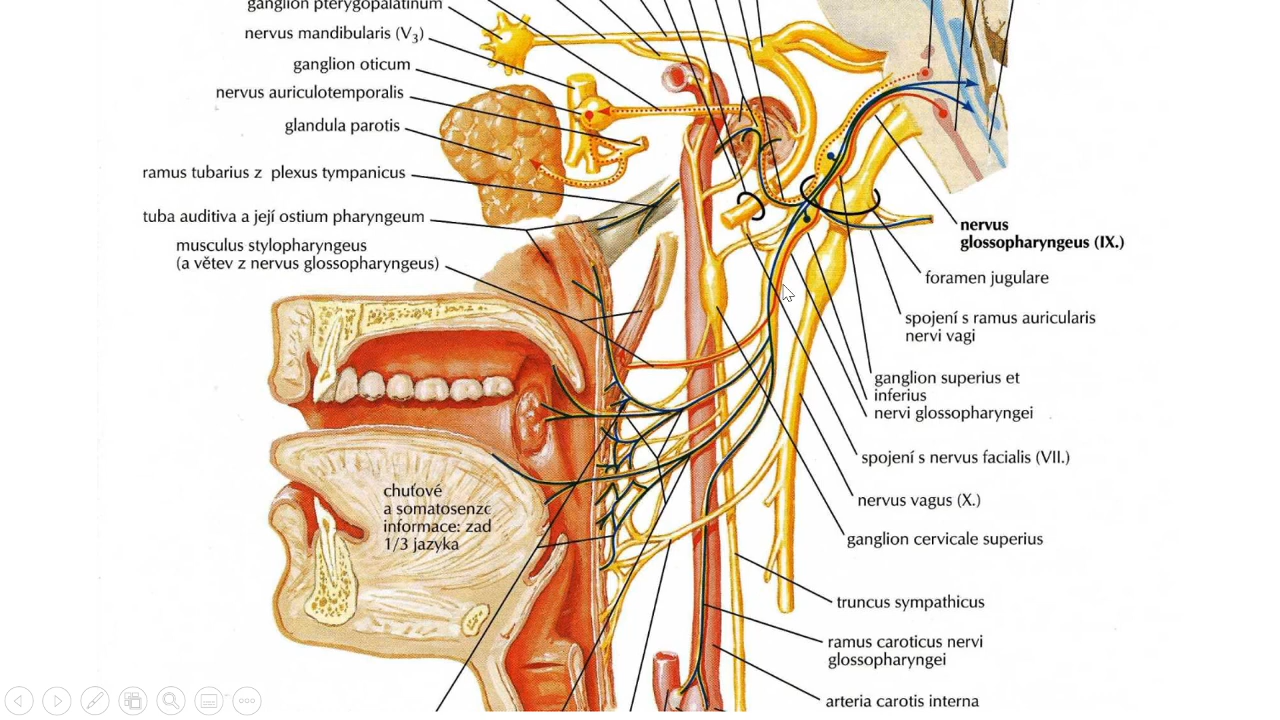 ganglion pterygopalatinum
nervus mandibularis (V3)
ganglion oticum
nervus auriculotemporalis
glandula parotis
ramus tubarius z plexus tympanicus
tuba auditiva a její ostium pharyngeum
musculus stylopharyngeus
(a větev z nervus glossopharyngeus)
chuťové
a somatosenzo
informace: zad
1/3 jazyka
nervus
glossopharyngeus (IX.)
foramen jugulare
spojení s ramus auricularis
nervi vagi
ganglion superius et
inferius
nervi glossopharyngei
spojení s nervus facialis (VII.)
nervus vagus (X.)
ganglion cervicale superius
truncus sympathicus
ramus caroticus nervi
glossopharyngei
arteria carotis interna